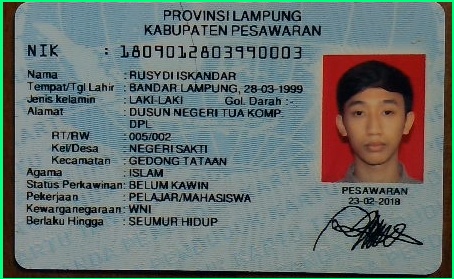 PROVINSI LAMPUNG
KABUPATEN PESAWARAN
NIK : 1809012803990003
Nama : RUSYDI ISKANDAR
Tempat/Tgl Lahir : BANDAR LAMPUNG, 28-03-1999
Jenis kelamin : LAKI-LAKI Gol. Darah :-
Alamat : DUSUN NEGERI TUA KOMP.
DPL
RT/RW : 005/002
Kel/Desa : NEGERI SAKTI
Kecamatan : GEDONG TATAAN
Agama : ISLAM
Status Perkawinan: BELUM KAWIN
Pekerjaan : PELAJAR/MAHASISWA
Kewarganegaraan: WNI
Berlaku Hingga : SEUMUR HIDUP
PESAWARAN
23-02-2018